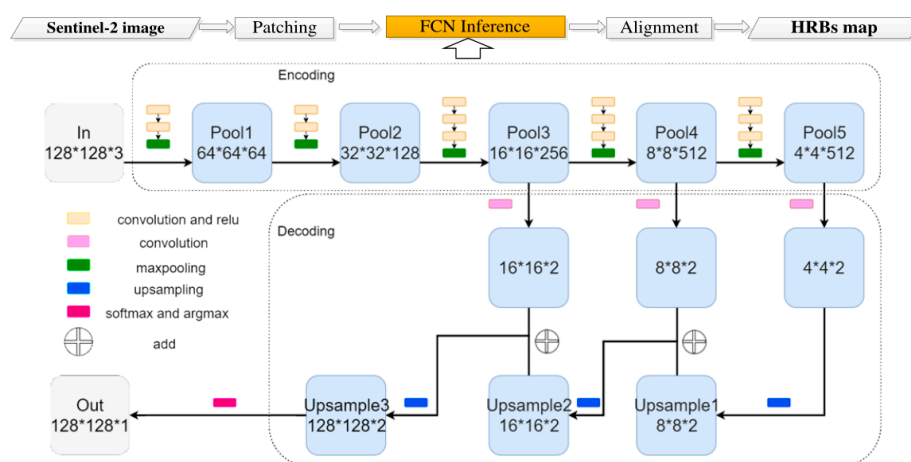 Sentinel-2 image
Patching
FCN Inference
Alignment
HRBs map
Encoding
In
128*128*3
Pool1
64*64*64
Pool2
32*32*128
Pool3
16*16*256
Pool4
8*8*512
Pool5
4*4*512
convolution and relu
convolution
maxpooling
upsampling
softmax and argmax
add
Decoding
16*16*2
8*8*2
4*4*2
Out
128*128*1
Upsample3
128*128*2
Upsample2
16*16*2
Upsample1
8*8*2